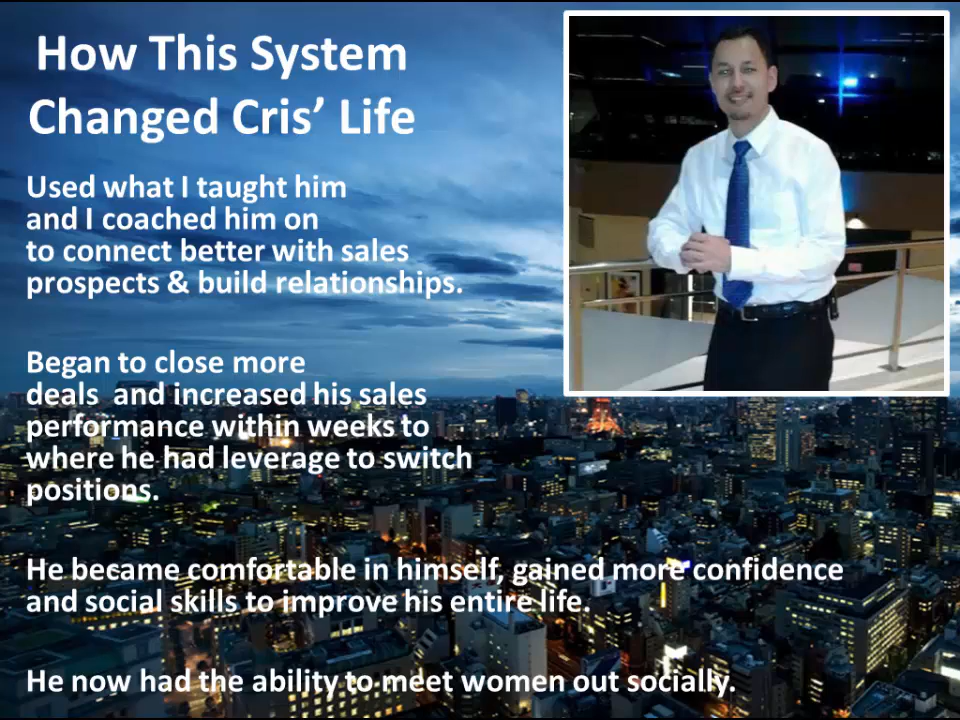 How This System
Changed Cris’ Life
Used what I taught him
and I coached him on
to connect better with sales
prospects & build relationships.
Began to close more
deals and increased his sales
performance within weeks to
where he had leverage to switch
positions.
He became comfortable in himself, gained more confidence
and social skills to improve his entire life.
He now had the ability to meet women out socially.